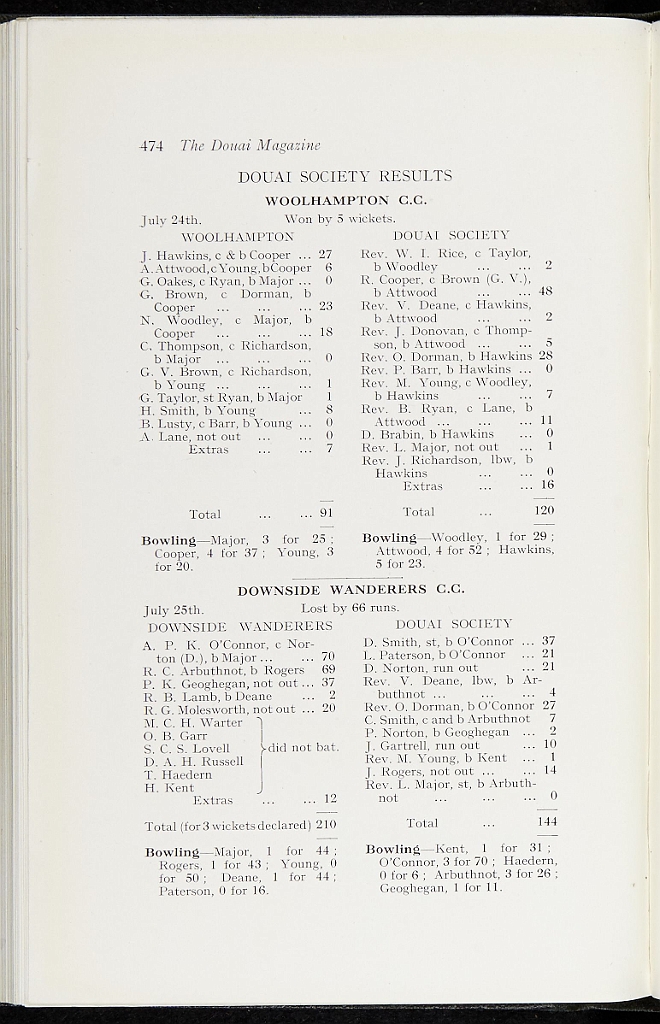 474 The Douai Magazine
DOUAI SOCIETY RESULTS
WOOLHAMPTON C.C.
July 24th. Won by 5 wickets.
WOOLHAMPTON
J. Hawkins, c & b Cooper ... 27
A. Attwood, c Young, b Cooper 6
G. Oakes, c Ryan, b Major ... 0
G. Brown, c Dorman, b
Cooper ... ... ... 23
N. Woodley, c Major, b
Cooper ... ... ... 18
C. Thompson, c Richardson,
b Major ... ... ... 0
G. V. Brown, c Richardson,
b Young ... ... ... 1
G. Taylor, st Ryan, b Major 1
H. Smith, b Young ... 8
B. Lusty, c Barr, b Young ... 0
A. Lane, not out ... ... 0
Extras ... ... 7
Total ... ... 91
Bowling—Major, 3 for 25 ;
Cooper, 4 for 37 ; Young, 3
for 20.
DOUAI SOCIETY
Rev. W. I. Rice, c Taylor,
b Woodley ... ... 2
R. Cooper, c Brown (G. V.),
b Attwood ... ... 48
Rev. V. Deane, c Hawkins,
b Attwood ... ... 2
Rev. J. Donovan, c Thomp-
son, b Attwood ... ... 5
Rev. O. Dorman, b Hawkins 28
Rev. P. Barr, b Hawkins ... 0
Rev. M. Young, c Woodley,
b Hawkins ... ... 7
Rev. B. Ryan, c Lane, b
Attwood ... ... ... 11
D. Brabin, b Hawkins ... 0
Rev. L. Major, not out ... 1
Rev. J. Richardson, lbw, b
Hawkins ... ... 0
Extras ... ... 16
Total ... 120
Bowling—Woodley, 1 for 29 ;
Attwood, 4 for 52 ; Hawkins,
5 for 23.
DOWNSIDE WANDERERS C.C.
July 25th. Lost by 66 runs.
DOWNSIDE WANDERERS
A. P. K. O'Connor, c Nor-
ton (D.), b Major ... ... 70
R. C. Arbuthnot, b Rogers 69
P. K. Geoghegan, not out ... 37
R. B. Lamb, b Deane ... 2
R. G. Molesworth, not out ... 20
M. C. H. Warter
O. B. Garr
S. C. S. Lovell } did not bat.
D. A. H. Russell
T. Haedern
H. Kent
Extras ... ... 12
Total (for 3 wickets declared) 210
Bowling—Major, 1 for 44 ;
Rogers, 1 for 43 ; Young, 0
for 50 ; Deane, 1 for 44 ;
Paterson, 0 for 16.
DOUAI SOCIETY
D. Smith, st, b O'Connor ... 37
L. Paterson, b O'Connor ... 21
D. Norton, run out ... 21
Rev. V. Deane, lbw, b Ar-
buthnot ... ... ... 4
Rev. O. Dorman, b O'Connor 27
C. Smith, c and b Arbuthnot 7
P. Norton, b Geoghegan ... 2
J. Gartrell, run out ... 10
Rev. M. Young, b Kent ... 1
J. Rogers, not out ... ... 14
Rev. L. Major, st, b Arbuth-
not ... ... ... 0
Total ... 144
Bowling—Kent, 1 for 31 ;
O'Connor, 3 for 70 ; Haedern,
0 for 6 ; Arbuthnot, 3 for 26 ;
Geoghegan, 1 for 11.